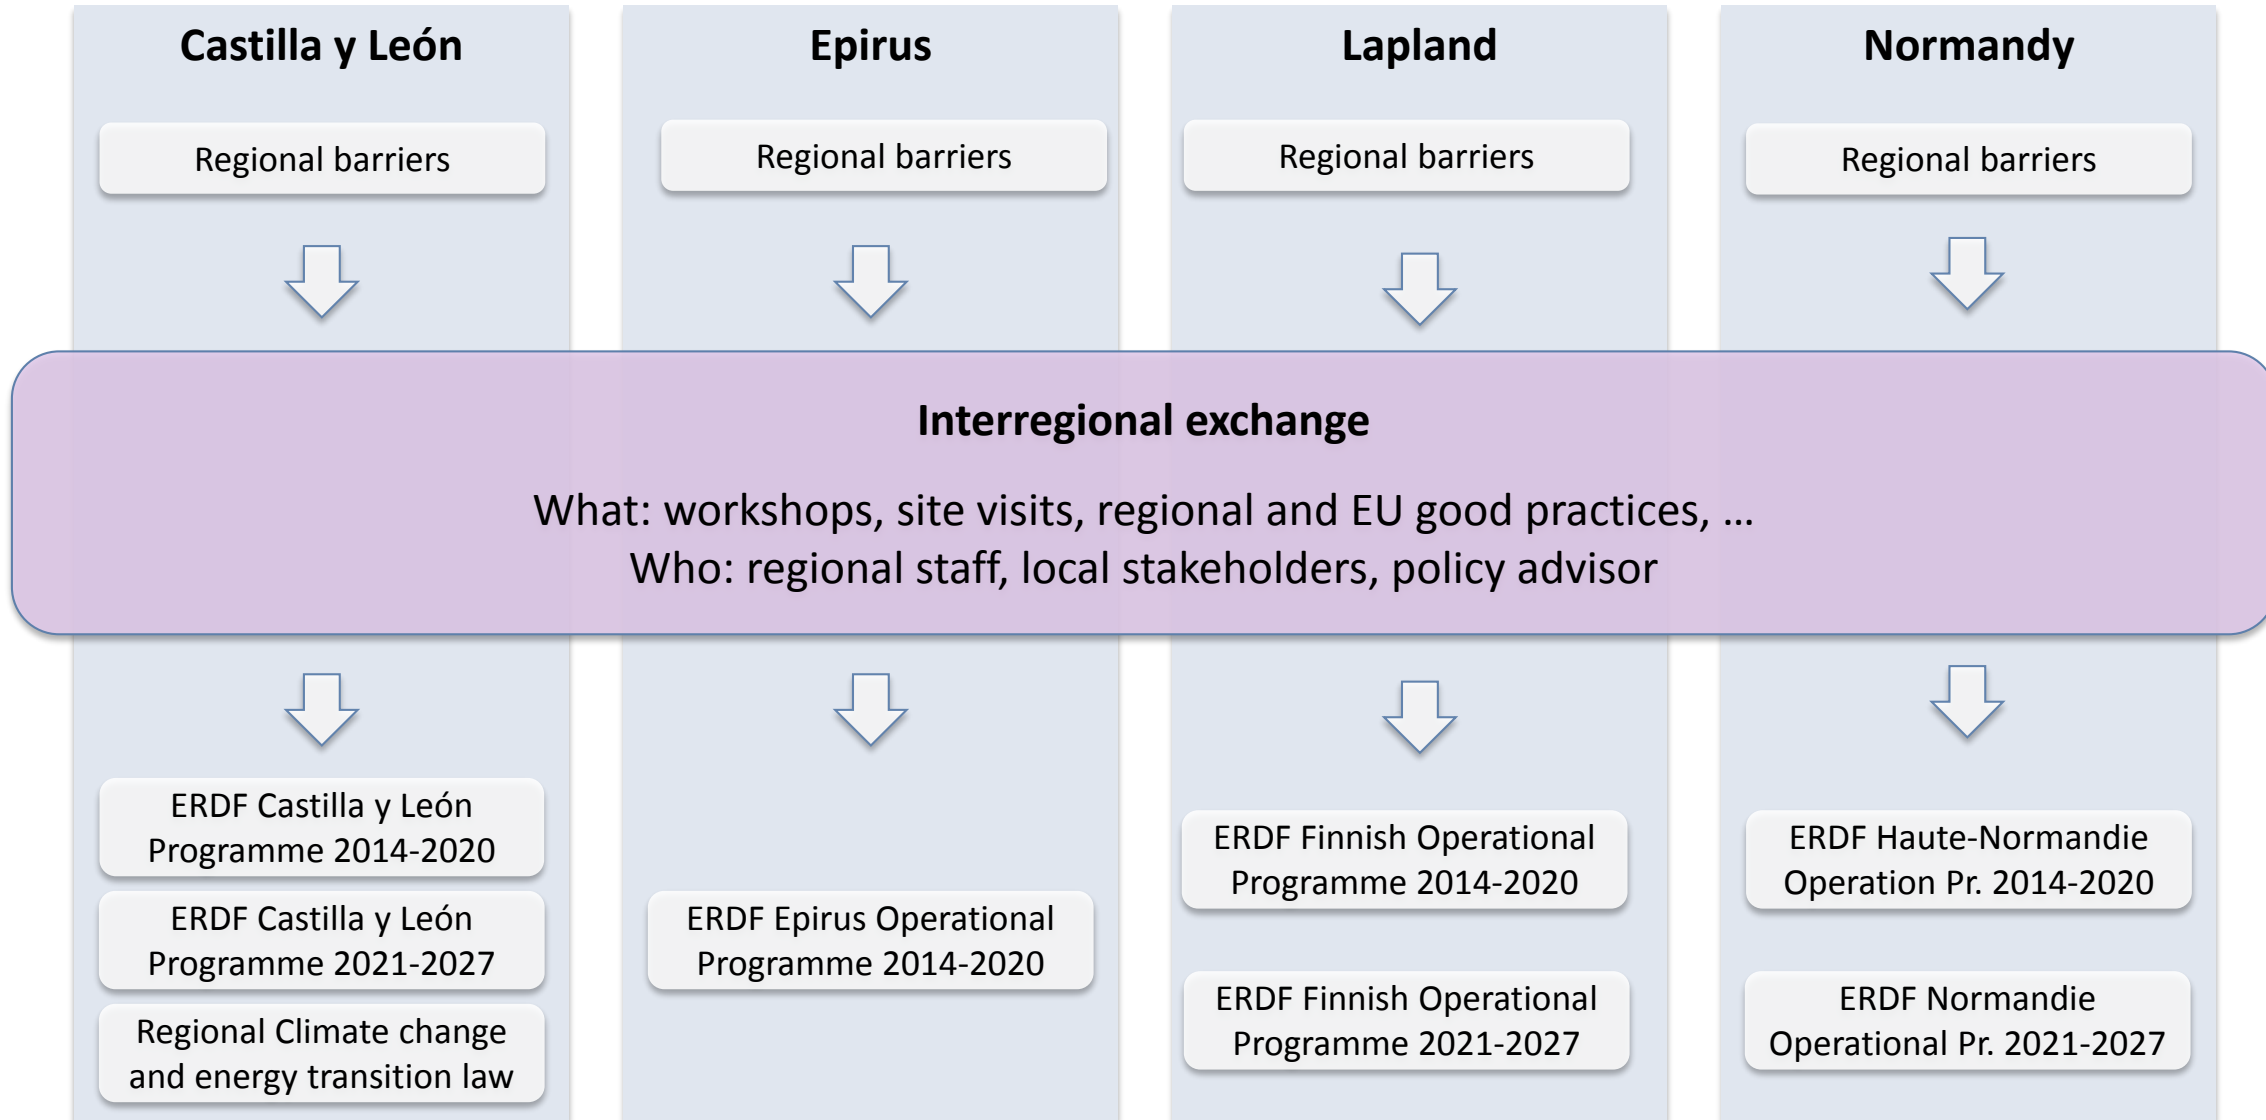 Castilla y León
Epirus
Lapland
Normandy
Regional barriers
Regional barriers
Regional barriers
Regional barriers
Interregional exchange
What: workshops, site visits, regional and EU good practices, ...
Who: regional staff, local stakeholders, policy advisor
ERDF Castilla y León
Programme 2014-2020
ERDF Castilla y León
Programme 2021-2027
Regional Climate change
and energy transition law
ERDF Epirus Operational
Programme 2014-2020
ERDF Finnish Operational
Programme 2014-2020
ERDF Finnish Operational
Programme 2021-2027
ERDF Haute-Normandie
Operation Pr. 2014-2020
ERDF Normandie
Operational Pr. 2021-2027